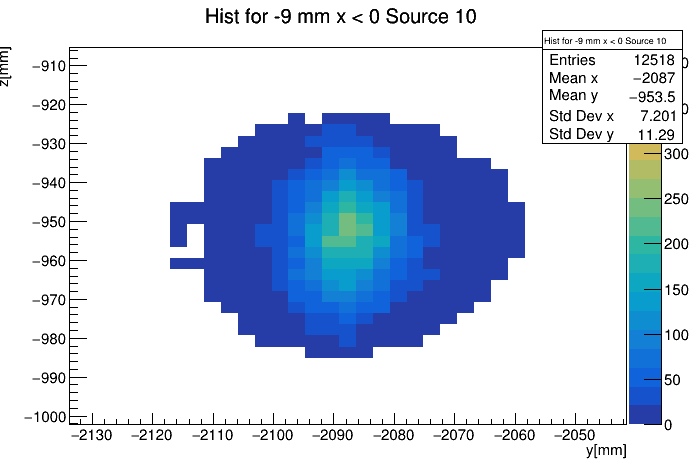 Hist for -9 mm x < 0 Source 10
z[mm]
Hist for -9 mm x < 0 Source 10
Entries 12518
Mean x −2087
Mean y −953.5
Std Dev x 7.201
Std Dev y 11.29
−910
−920
−930
−940
−950
−960
−970
−980
−990
−1000
−2130 −2120 −2110 −2100 −2090 −2080 −2070 −2060 −2050
y[mm]
300
250
200
150
100
50
0